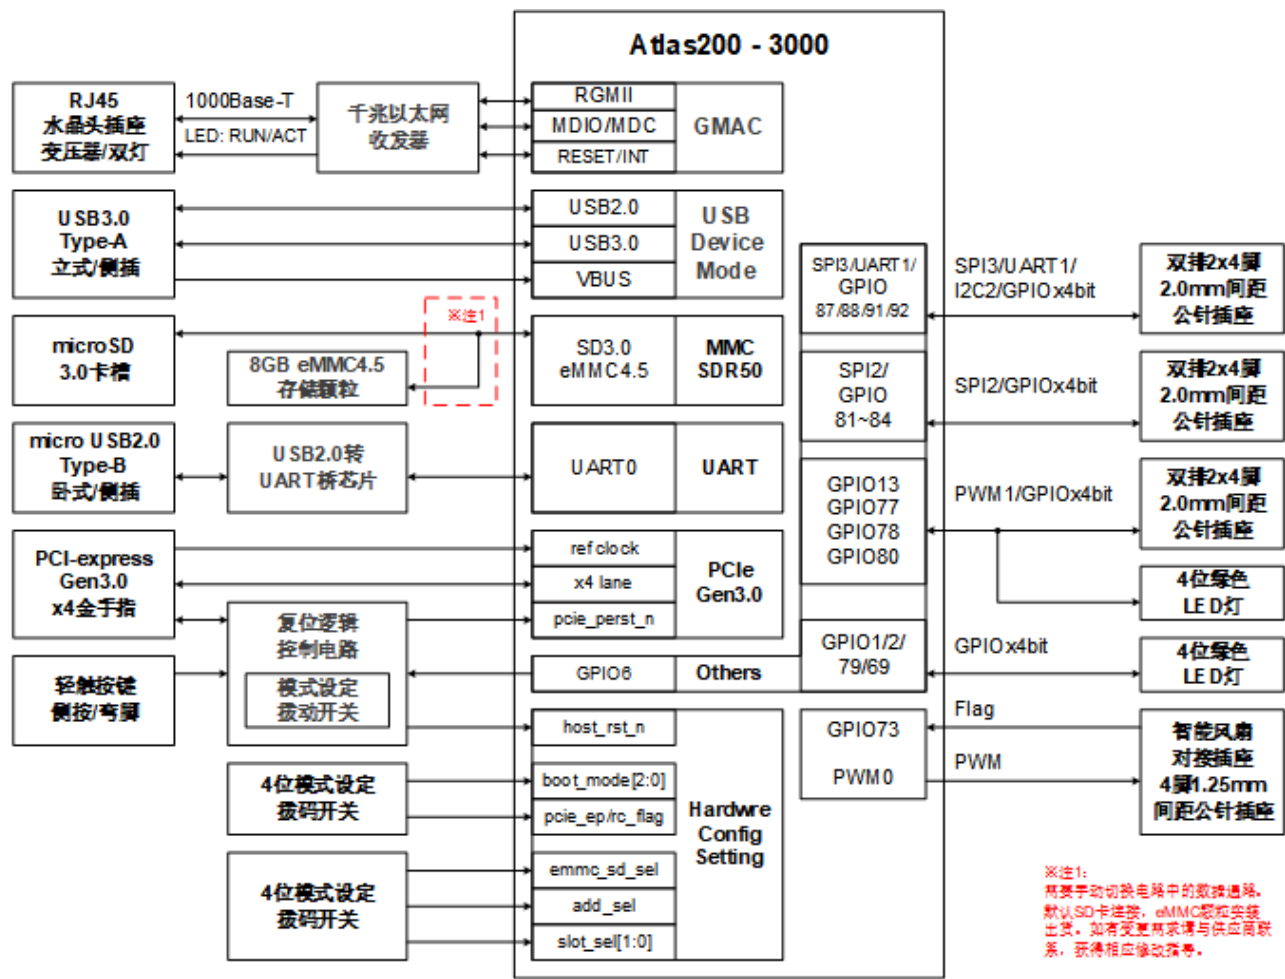 Atlas200 - 3000
RJ45
水晶头插座
变压器/双灯
1000Base-T
LED: RUN/ACT
千兆以太网
收发器
RGMII
MDIO/MDC
RESET/INT
GMAC
USB3.0
Type-A
立式/侧插
USB2.0
USB3.0
VBUS
USB
Device
Mode
※注1
microSD
3.0卡槽
8GB eMMC4.5
存储颗粒
SD3.0
eMMC4.5
MMC
SDR50
micro USB2.0
Type-B
卧式/侧插
USB2.0转
UART桥芯片
UART0
UART
PCI-express
Gen3.0
x4金手指
ref clock
x4 lane
pcie_perst_n
PCIe
Gen3.0
复位逻辑
控制电路
模式设定
拨动开关
轻触按键
侧按/弯脚
GPIO6
Others
host_rst_n
4位模式设定
拨码开关
boot_mode[2:0]
pcie_ep/rc_flag
Hardwre
Config
Setting
4位模式设定
拨码开关
emmc_sd_sel
add_sel
slot_sel[1:0]
SPI3/UART1/
GPIO
87/88/91/92
SPI3/UART1/
I2C2/GPIOx4bit
双排2x4脚
2.0mm间距
公针插座
SPI2/
GPIO
81~84
SPI2/GPIOx4bit
双排2x4脚
2.0mm间距
公针插座
GPIO13
GPIO77
GPIO78
GPIO80
PWM1/GPIOx4bit
双排2x4脚
2.0mm间距
公针插座
4位绿色
LED灯
GPIO1/2/
79/69
GPIOx4bit
4位绿色
LED灯
GPIO73
PWM0
Flag
PWM
智能风扇
对接插座
4脚1.25mm
间距公针插座
※注1:
需要手动切换电路中的数据通路。
默认SD卡连接，eMMC颗粒安装
出货。如有变更需求请与供应商联
系，获得相应修改指导。